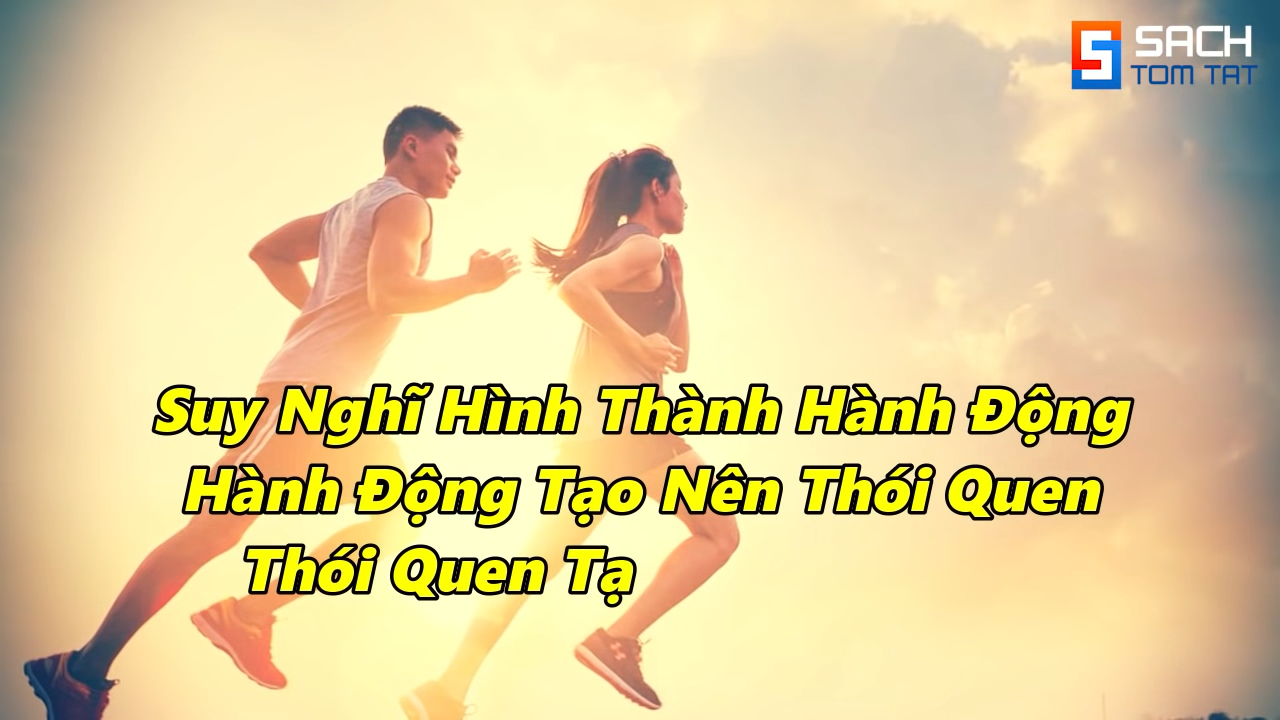 SACH
TOM TAT
Suy Nghĩ Hình Thành Hành Động
Hành Động Tạo Nên Thói Quen
Thói Quen Tạ